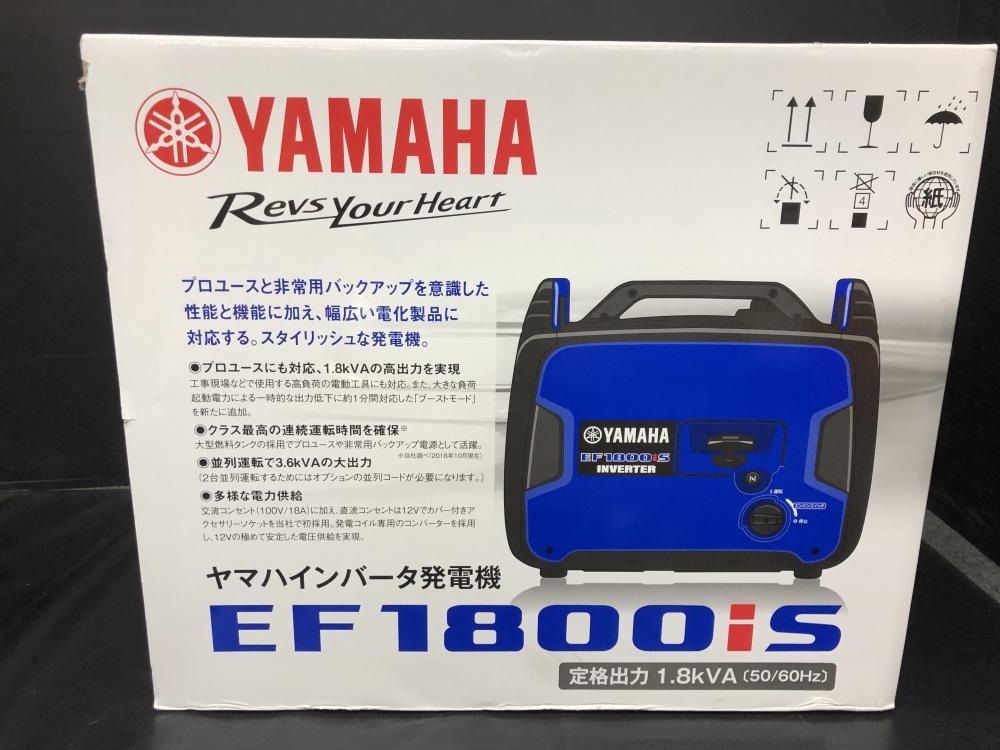 YAMAHA
Revs Your Heart
4
紙
プロユースと非常用バックアップを意識した
性能と機能に加え、幅広い電化製品に
対応する。スタイリッシュな発電機。
◉プロユースにも対応、1.8kVAの高出力を実現
工事現場などで使用する高負荷の電動工具にも対応。また、大きな負荷
起動電力による一時的な出力低下に約1分間対応した「ブーストモード」
を新たに追加。
◉クラス最高の連続運転時間を確保※
大型燃料タンクの採用でプロユースや非常用バックアップ電源として活躍。
※当社調べ(2018年10月現在)
◉並列運転で3.6kVAの大出力
(2台並列運転するためにはオプションの並列コードが必要になります。)
◉多様な電力供給
交流コンセント(100V/18A)に加え、直流コンセントは12Vでカバー付きア
クセサリーソケットを当社で初採用。発電コイル専用のコンバーターを採用
し、12Vの極めて安定した電圧供給を実現。
YAMAHA
EF1800iS
INVERTER
N
運転
エンジンスイッチ
停止
ヤマハインバータ発電機
EF1800iS
定格出力 1.8kVA〔50/60Hz〕